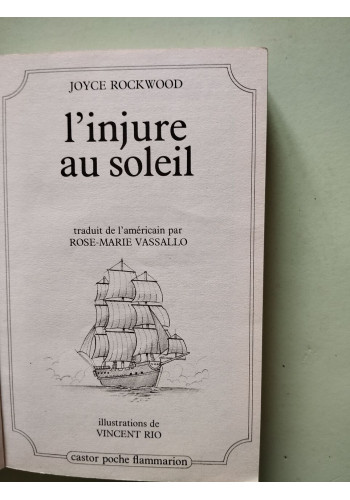 JOYCE ROCKWOOD
l'injure
au soleil
traduit de l'américain par
ROSE-MARIE VASSALLO
illustrations de
VINCENT RIO
castor poche flammarion